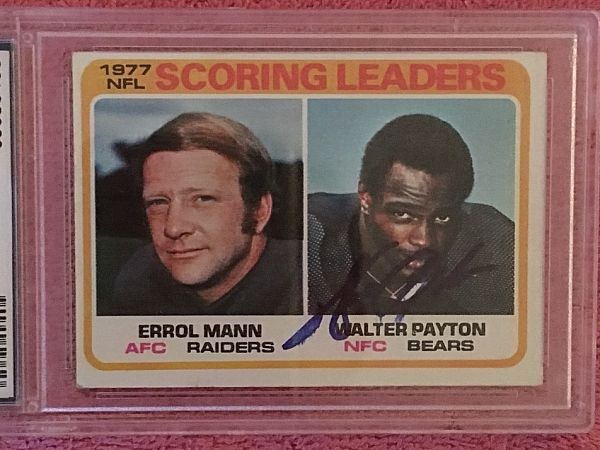 1977
NFL
SCORING LEADERS
ERROL MANN
AFC RAIDERS
WALTER PAYTON
NFC BEARS